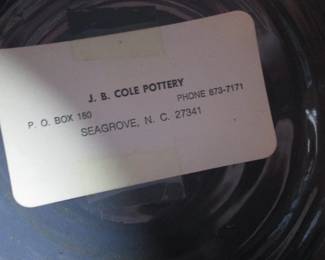 J. B. COLE POTTERY
P. O. BOX 180 PHONE 873-7171
SEAGROVE, N. C. 27341